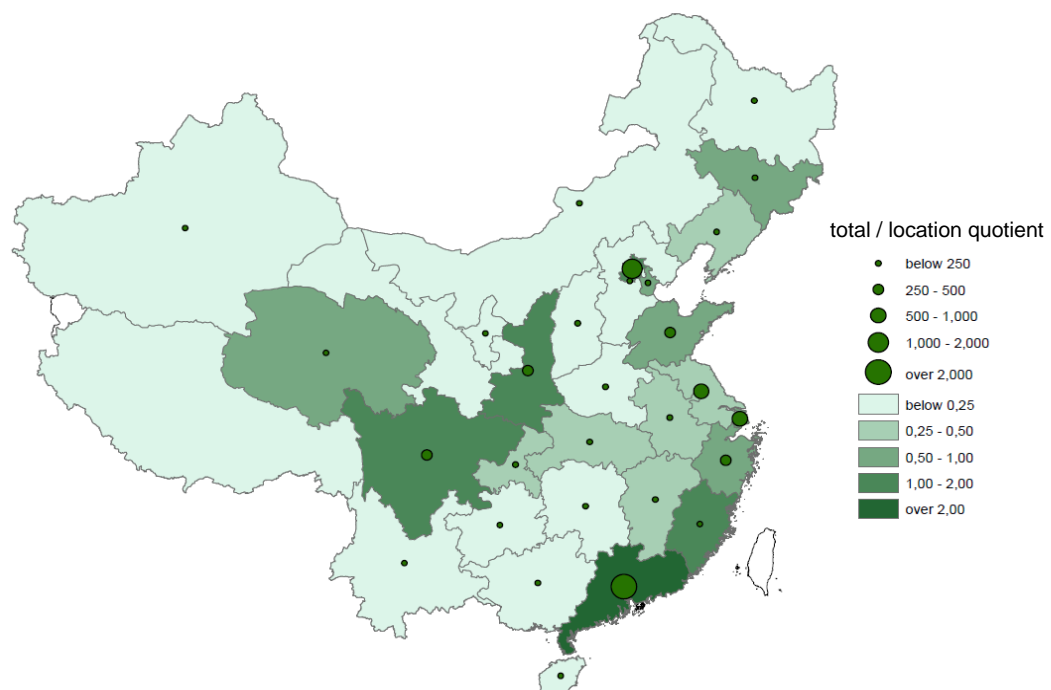 total / location quotient
below 250
250 - 500
500 - 1,000
1,000 - 2,000
over 2,000
below 0,25
0,25 - 0,50
0,50 - 1,00
1,00 - 2,00
over 2,00